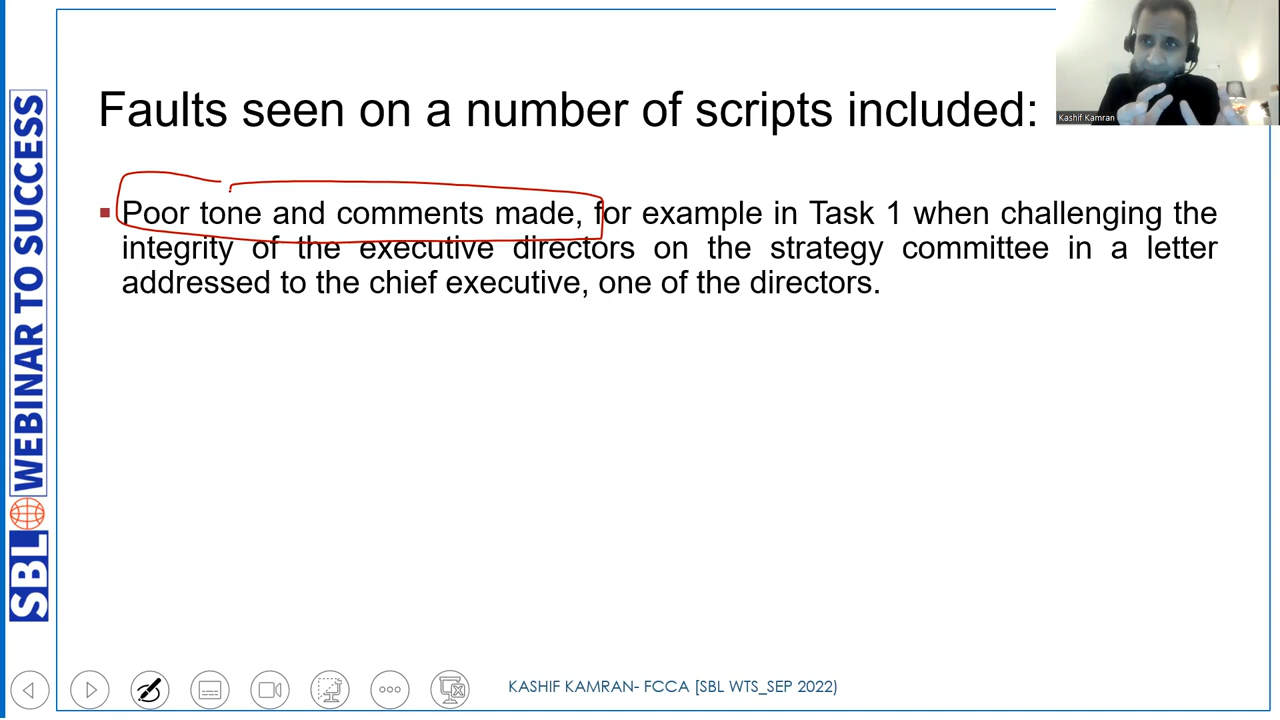 Faults seen on a number of scripts included:
Poor tone and comments made, for example in Task 1 when challenging the
integrity of the executive directors on the strategy committee in a letter
addressed to the chief executive, one of the directors.
SBL WEBINAR TO SUCCESS
Kashif Kamran
KASHIF KAMRAN- FCCA [SBL WTS_SEP 2022)